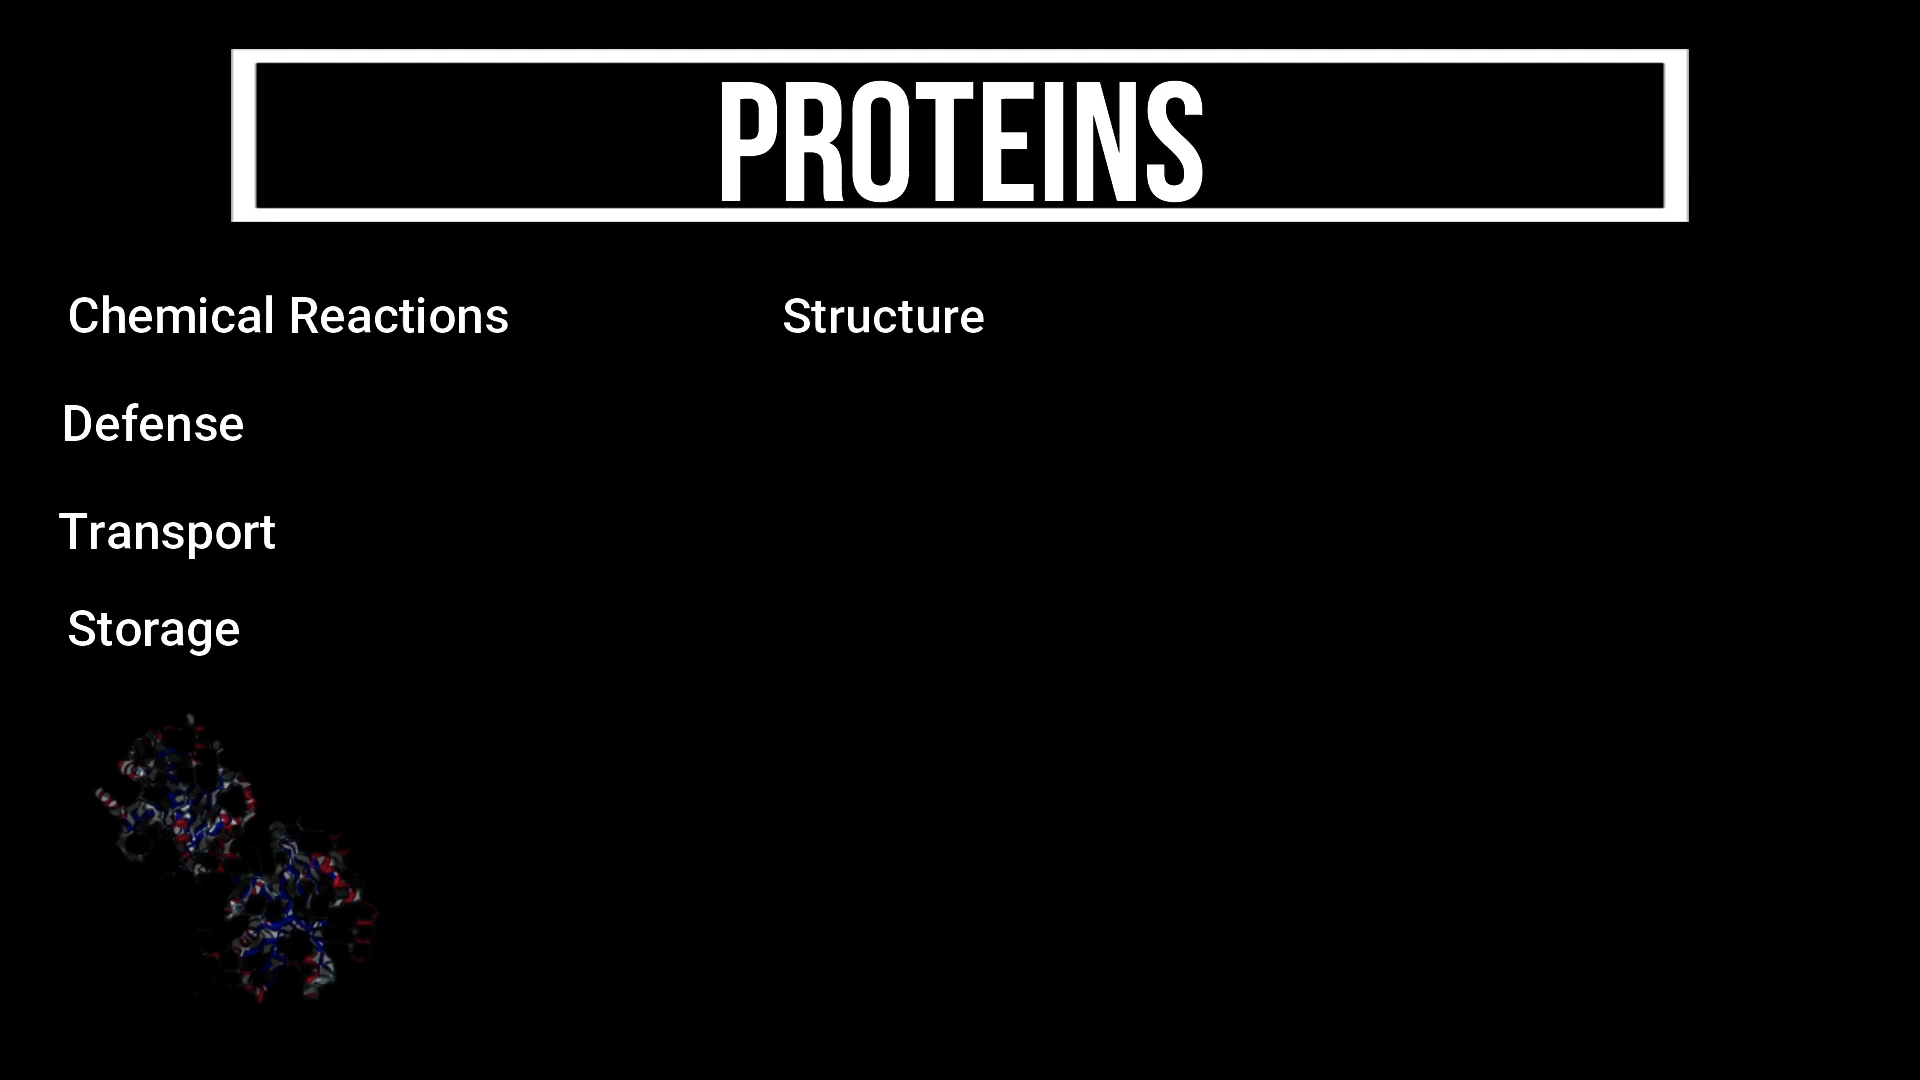 PROTEINS
Chemical Reactions
Defense
Transport
Storage
Structure